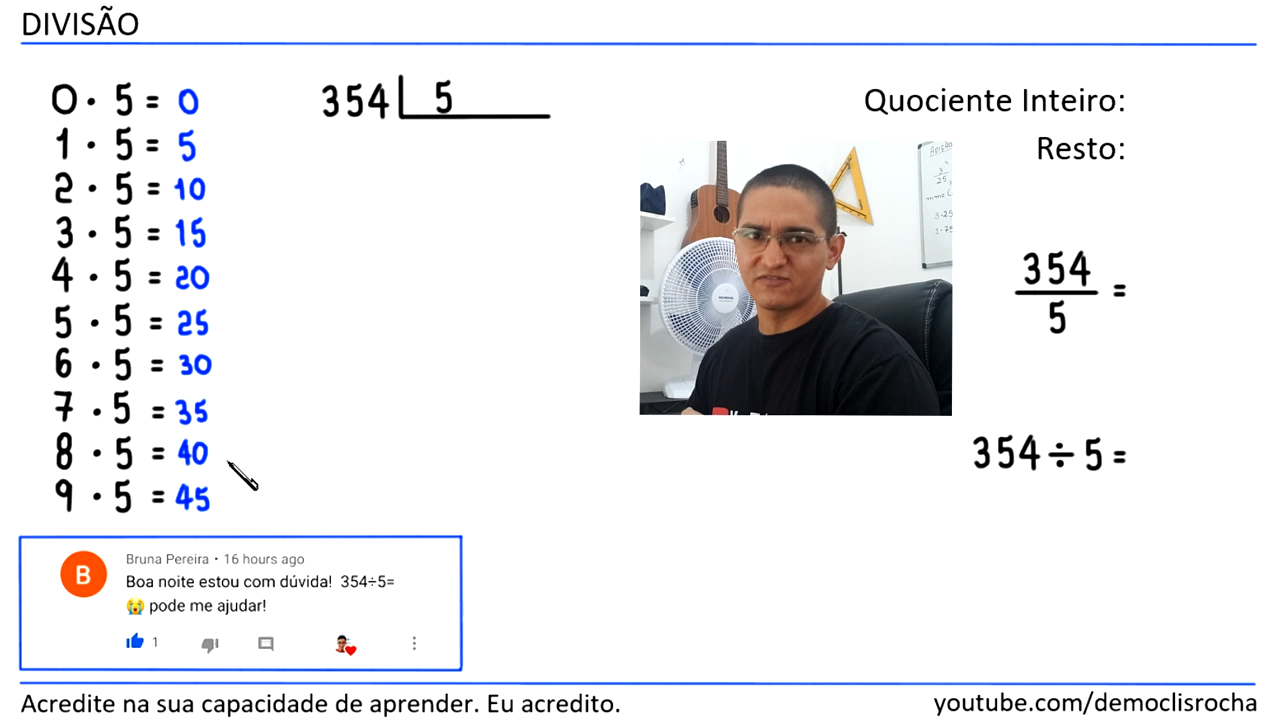 DIVISÃO
0 · 5 = 0
1 · 5 = 5
2 · 5 = 10
3 · 5 = 15
4 · 5 = 20
5 · 5 = 25
6 · 5 = 30
7 · 5 = 35
8 · 5 = 40
9 · 5 = 45
354 5
Quociente Inteiro:
Resto:
354
5 =
354 ÷ 5 =
Bruna Pereira • 16 hours ago
Boa noite estou com dúvida! 354÷5=
😭 pode me ajudar!
1
B
Acredite na sua capacidade de aprender. Eu acredito.
youtube.com/democlisrocha